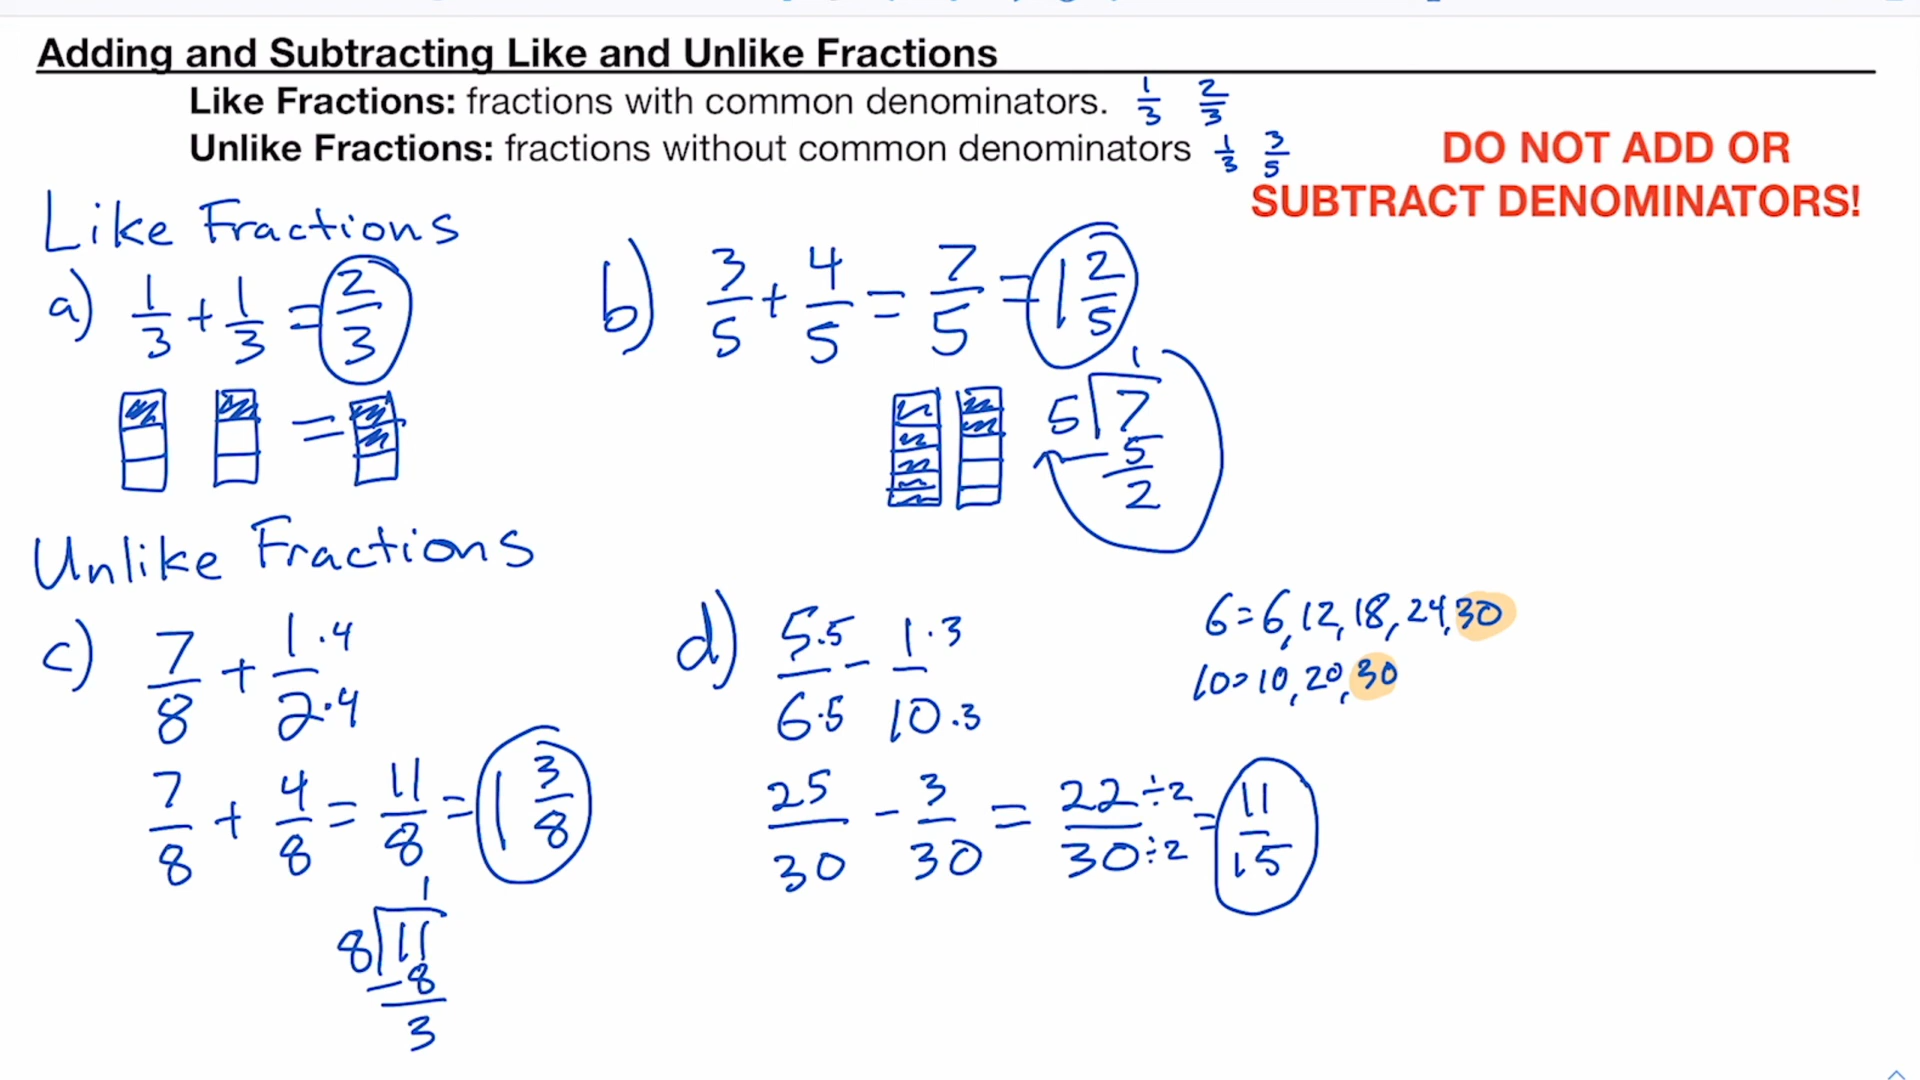 Adding and Subtracting Like and Unlike Fractions
Like Fractions: fractions with common denominators. 1/3 2/3
Unlike Fractions: fractions without common denominators 1/3 3/5
DO NOT ADD OR
SUBTRACT DENOMINATORS!
Like Fractions
a) 1/3 + 1/3 = 2/3
=
b) 3/5 + 4/5 = 7/5 = 1 2/5
1
5 7
5
2
Unlike Fractions
c) 7/8 + 1·4/2·4
7/8 + 4/8 = 11/8 = 1 3/8
1
8 11
-8
3
d) 5·5/6·5 - 1·3/10·3
6=6,12,18,24,30
10=10,20,30
25/30 - 3/30 = 22÷2/30÷2 = 11/15